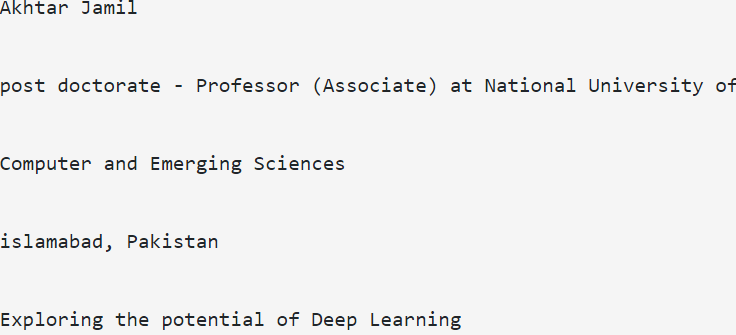 Akhtar Jamil
post doctorate - Professor (Associate) at National University of
Computer and Emerging Sciences
islamabad, Pakistan
Exploring the potential of Deep Learning